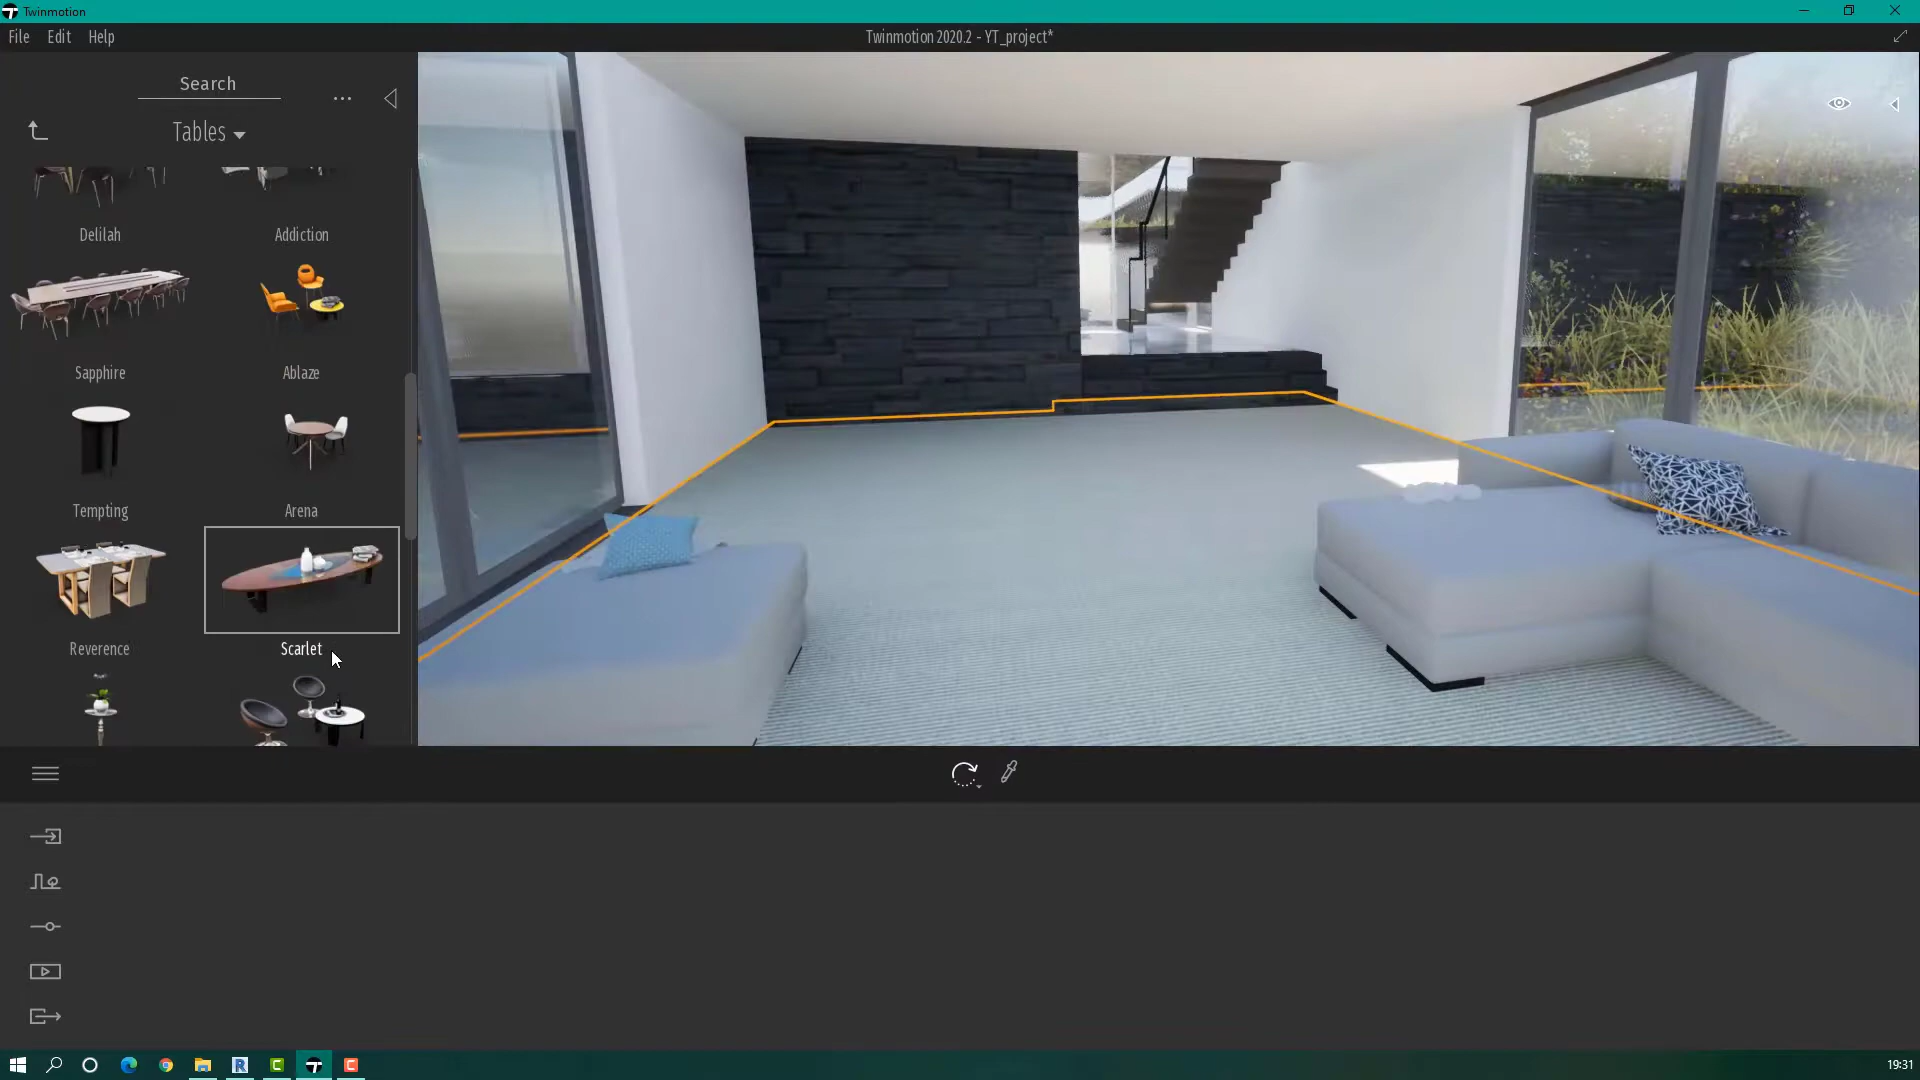 Twinmotion
File Edit Help
Twinmotion 2020.2 - YT_project*
Search
...
Tables
Delilah
Addiction
Sapphire
Ablaze
Tempting
Arena
Reverence
Scarlet
19:31